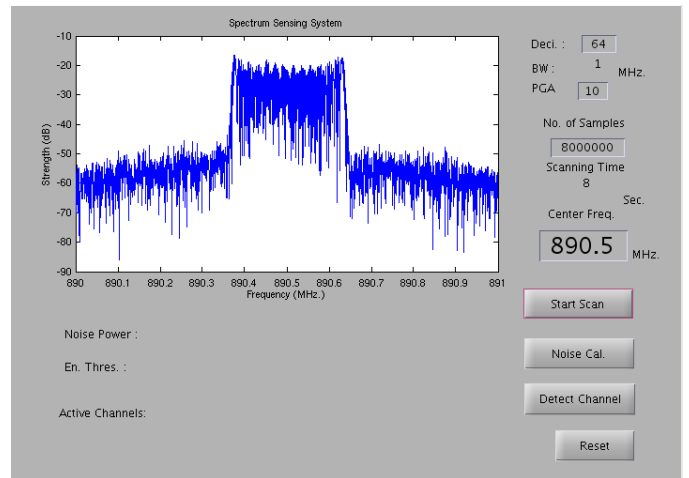 Spectrum Sensing System
-10
-20
-30
-40
-50
-60
-70
-80
-90
Strength (dB)
890 890.1 890.2 890.3 890.4 890.5 890.6 890.7 890.8 890.9 891
Frequency (MHz.)
Deci. : 64
BW : 1 MHz.
PGA 10
No. of Samples
8000000
Scanning Time
8
Sec.
Center Freq.
890.5 MHz.
Start Scan
Noise Cal.
Detect Channel
Reset
Noise Power :
En. Thres. :
Active Channels: